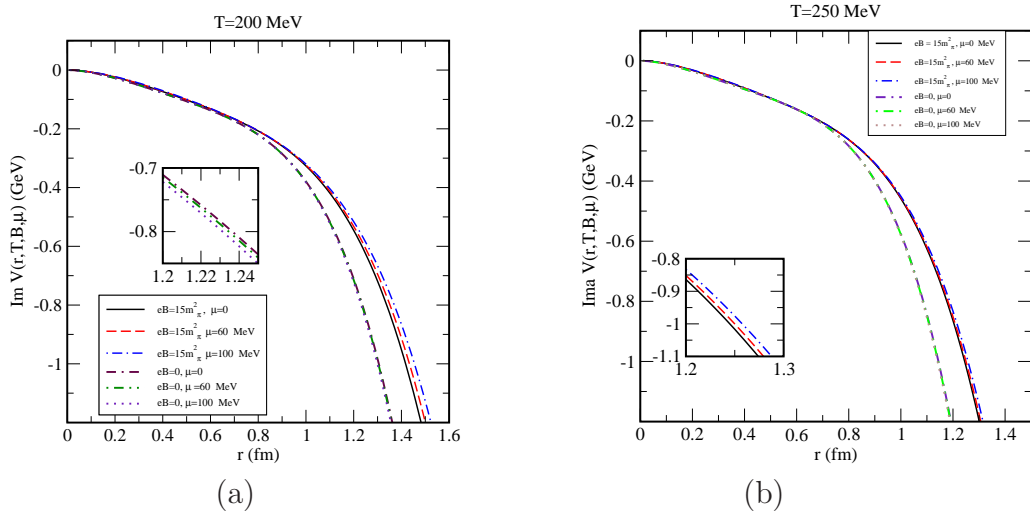 T=200 MeV
0
-0.2
-0.4
-0.6
-0.8
-1
Im V(r,T,B,μ) (GeV)
-0.7
-0.8
1.2 1.22 1.24
eB=15m²π, μ=0
eB=15m²π μ=60 MeV
eB=15m²π μ=100 MeV
eB=0, μ=0
eB=0, μ =60 MeV
eB=0, μ=100 MeV
0 0.2 0.4 0.6 0.8 1 1.2 1.4 1.6
r (fm)
(a)
T=250 MeV
0
-0.2
-0.4
-0.6
-0.8
-1
Ima V(r,T,B,μ) (GeV)
eB = 15m²π, μ=0 MeV
eB=15m²π, μ=60 MeV
eB=15m²π, μ=100 MeV
eB=0, μ=0
eB=0, μ=60 MeV
eB=0, μ=100 MeV
-0.8
-0.9
-1
-1.1
1.2 1.3
0 0.2 0.4 0.6 0.8 1 1.2 1.4
r (fm)
(b)